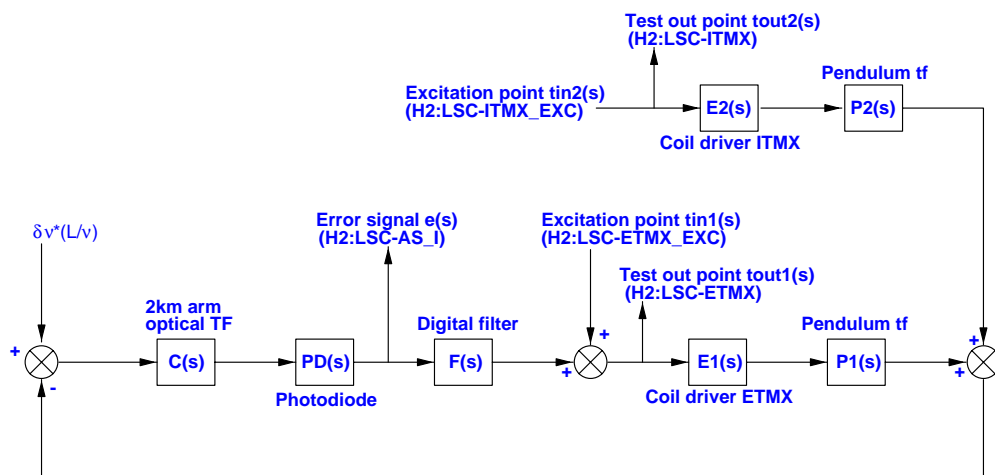 Test out point tout2(s)
(H2:LSC-ITMX)
Pendulum tf
Excitation point tin2(s)
(H2:LSC-ITMX_EXC)
E2(s)
P2(s)
Coil driver ITMX
δν*(L/ν)
Error signal e(s)
(H2:LSC-AS_I)
Excitation point tin1(s)
(H2:LSC-ETMX_EXC)
Test out point tout1(s)
(H2:LSC-ETMX)
2km arm
optical TF
Digital filter
Pendulum tf
+
+
+
-
C(s)
PD(s)
F(s)
+
E1(s)
P1(s)
+
Photodiode
Coil driver ETMX